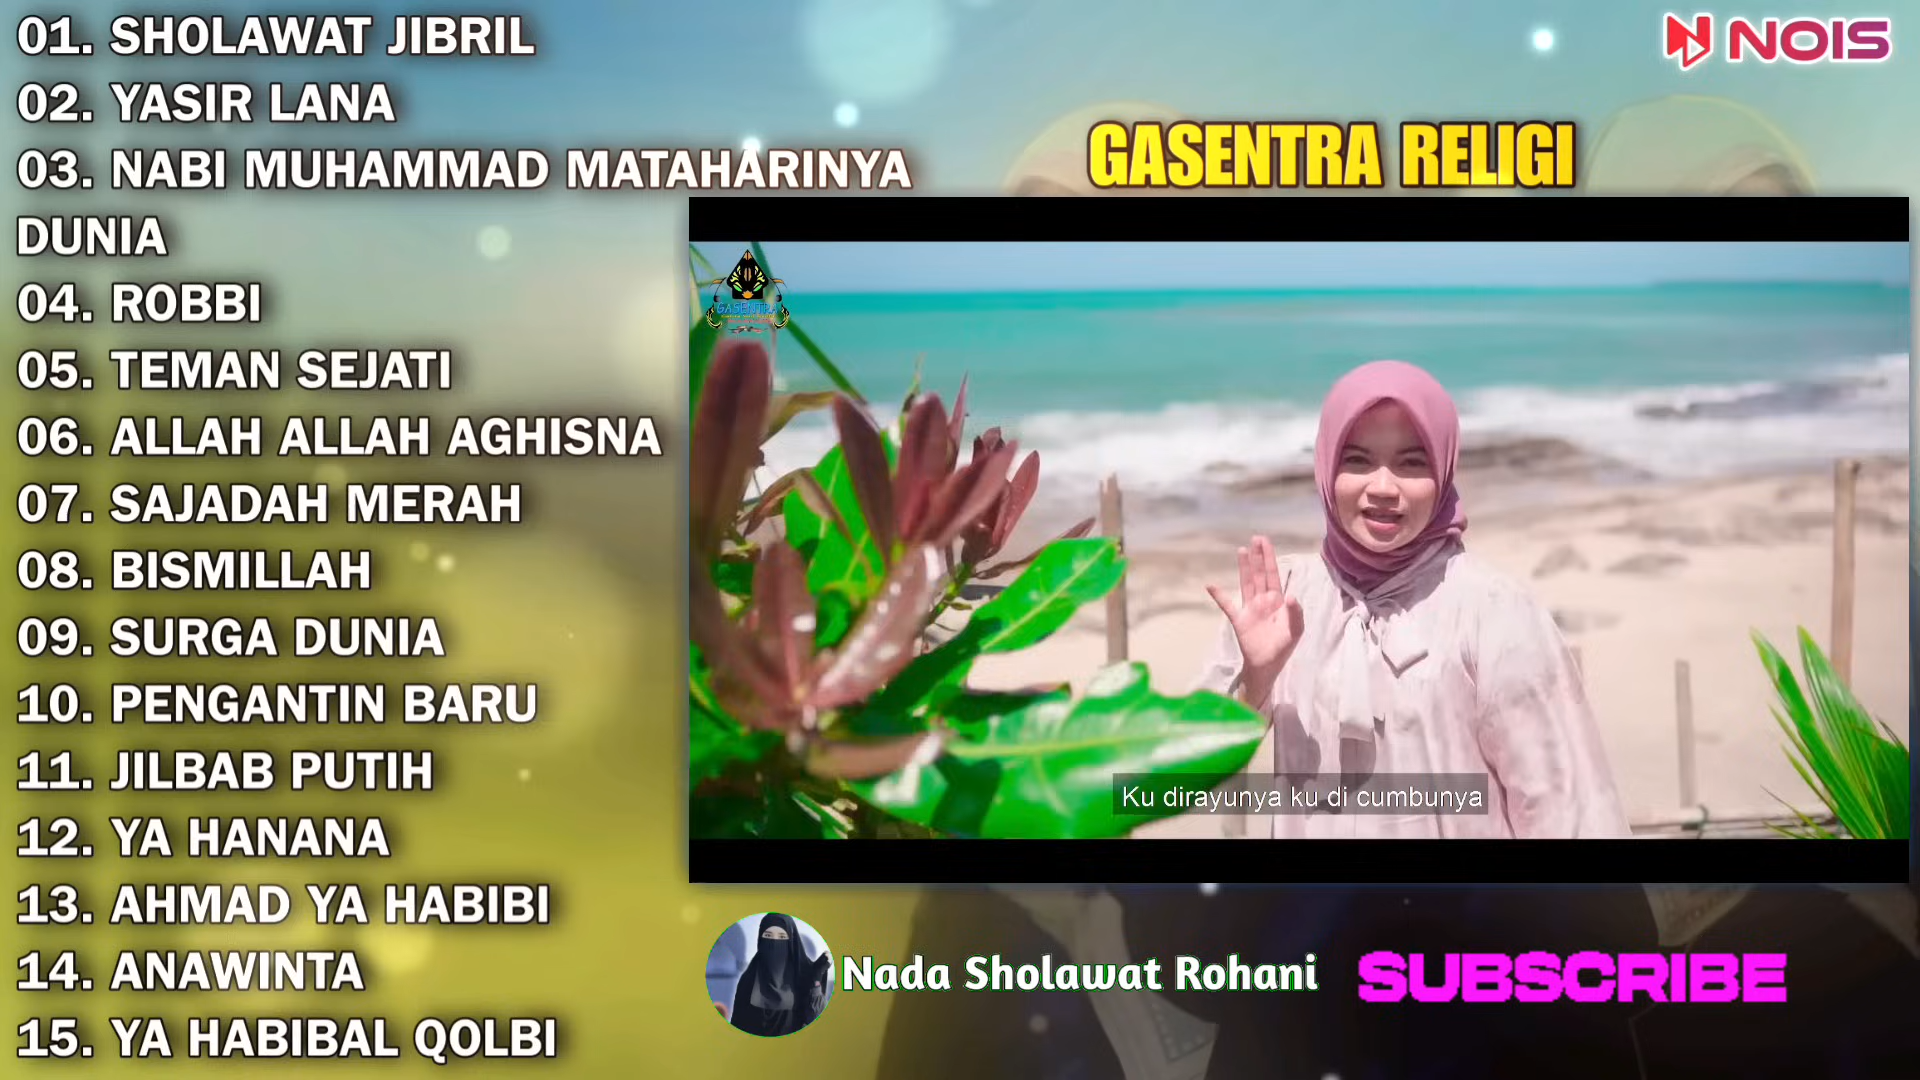 01. SHOLAWAT JIBRIL
02. YASIR LANA
03. NABI MUHAMMAD MATAHARINYA
DUNIA
04. ROBBI
05. TEMAN SEJATI
06. ALLAH ALLAH AGHISNA
07. SAJADAH MERAH
08. BISMILLAH
09. SURGA DUNIA
10. PENGANTIN BARU
11. JILBAB PUTIH
12. YA HANANA
13. AHMAD YA HABIBI
14. ANAWINTA
15. YA HABIBAL QOLBI
NOIS
GASENTRA RELIGI
GASENTRA
Ku dirayunya ku di cumbunya
Nada Sholawat Rohani
SUBSCRIBE